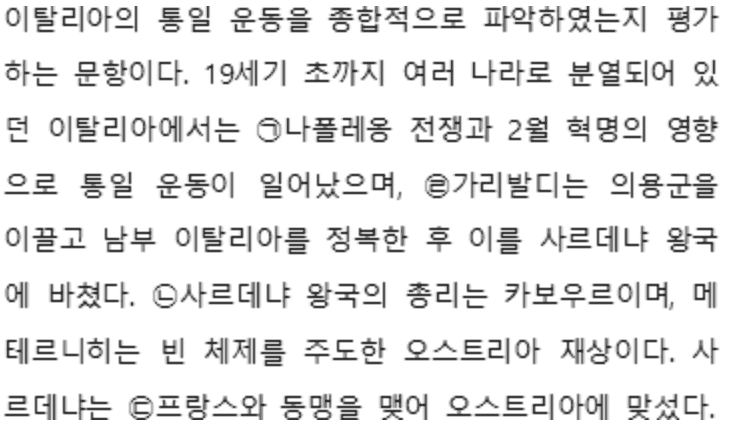 이탈리아의 통일 운동을 종합적으로 파악하였는지 평가
하는 문항이다. 19세기 초까지 여러 나라로 분열되어 있
던 이탈리아에서는 ㉠나폴레옹 전쟁과 2월 혁명의 영향
으로 통일 운동이 일어났으며, ㉣가리발디는 의용군을
이끌고 남부 이탈리아를 정복한 후 이를 사르데냐 왕국
에 바쳤다. ㉡사르데냐 왕국의 총리는 카보우르이며, 메
테르니히는 빈 체제를 주도한 오스트리아 재상이다. 사
르데냐는 ㉢프랑스와 동맹을 맺어 오스트리아에 맞섰다.